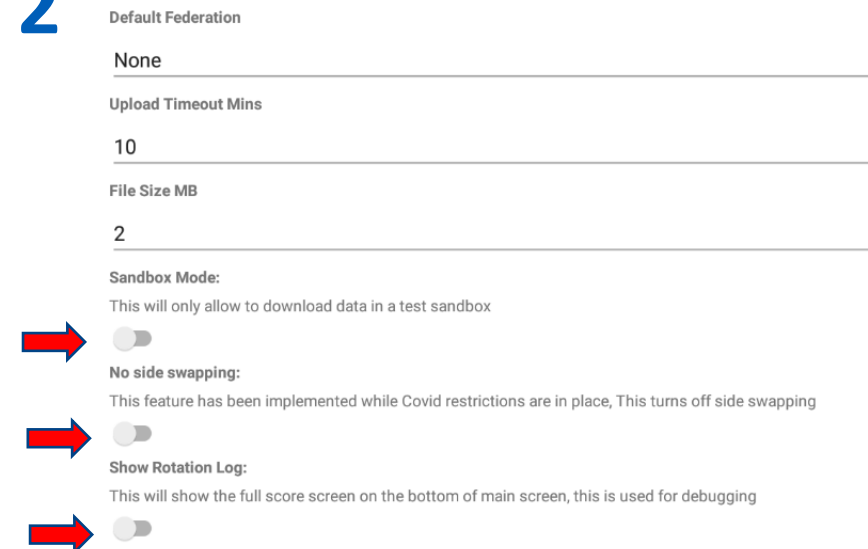 2
Default Federation
None
Upload Timeout Mins
10
File Size MB
2
Sandbox Mode:
This will only allow to download data in a test sandbox
No side swapping:
This feature has been implemented while Covid restrictions are in place, This turns off side swapping
Show Rotation Log:
This will show the full score screen on the bottom of main screen, this is used for debugging